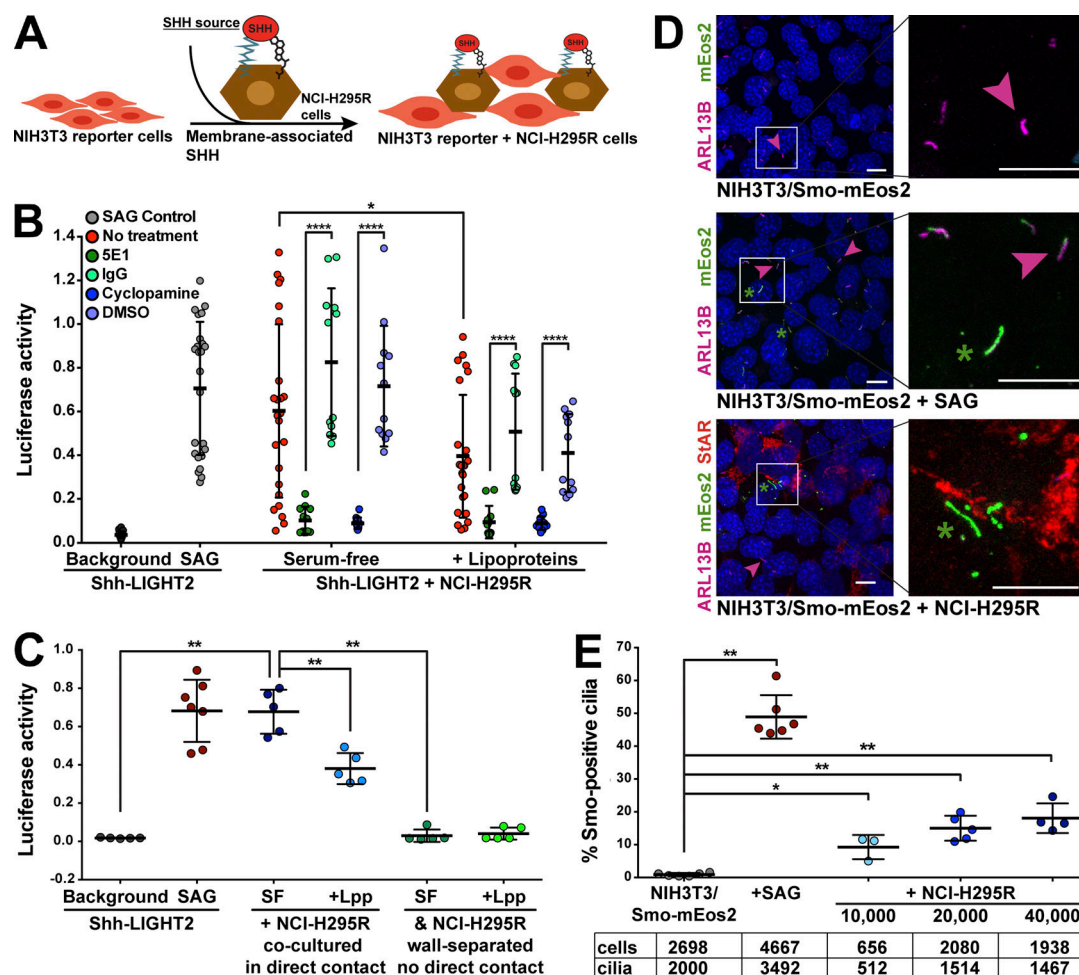 A
SHH source
SHH
NCI-H295R
cells
NIH3T3 reporter cells
Membrane-associated
SHH
SHH
SHH
NIH3T3 reporter + NCI-H295R cells
B
Luciferase activity
1.4
1.2
1.0
0.8
0.6
0.4
0.2
0.0
SAG Control
No treatment
5E1
IgG
Cyclopamine
DMSO
*
**** ****
**** ****
Background SAG
Serum-free
+ Lipoproteins
Shh-LIGHT2
Shh-LIGHT2 + NCI-H295R
C
Luciferase activity
1.0
0.8
0.6
0.4
0.2
0.0
-0.2
** **
**
Background SAG SF +Lpp SF +Lpp
Shh-LIGHT2
+ NCI-H295R
co-cultured
in direct contact
& NCI-H295R
wall-separated
no direct contact
D
ARL13B mEos2
NIH3T3/Smo-mEos2
ARL13B mEos2
*
*
*
NIH3T3/Smo-mEos2 + SAG
ARL13B mEos2 StAR
*
*
NIH3T3/Smo-mEos2 + NCI-H295R
E
% Smo-positive cilia
70
60
50
40
30
20
10
0
**
**
**
*
NIH3T3/
Smo-mEos2
+SAG
+ NCI-H295R
10,000 20,000 40,000
cells 2698 4667 656 2080 1938
cilia 2000 3492 512 1514 1467